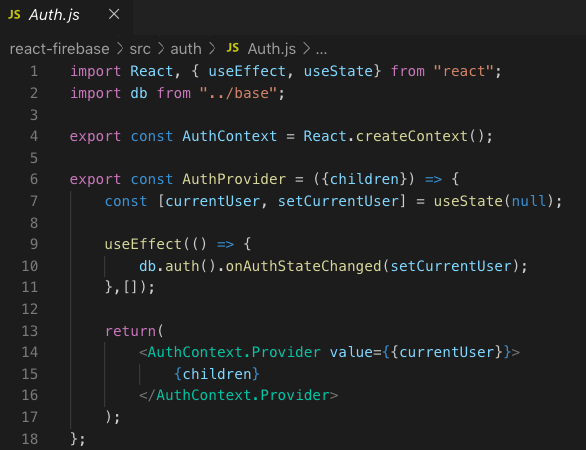 JS Auth.js ×
react-firebase > src > auth > JS Auth.js > ...
1 import React, { useEffect, useState} from "react";
2 import db from "../base";
3
4 export const AuthContext = React.createContext();
5
6 export const AuthProvider = ({children}) => {
7 const [currentUser, setCurrentUser] = useState(null);
8
9 useEffect(() => {
10 db.auth().onAuthStateChanged(setCurrentUser);
11 },[]);
12
13 return(
14 <AuthContext.Provider value={{currentUser}}>
15 {children}
16 </AuthContext.Provider>
17 );
18 };